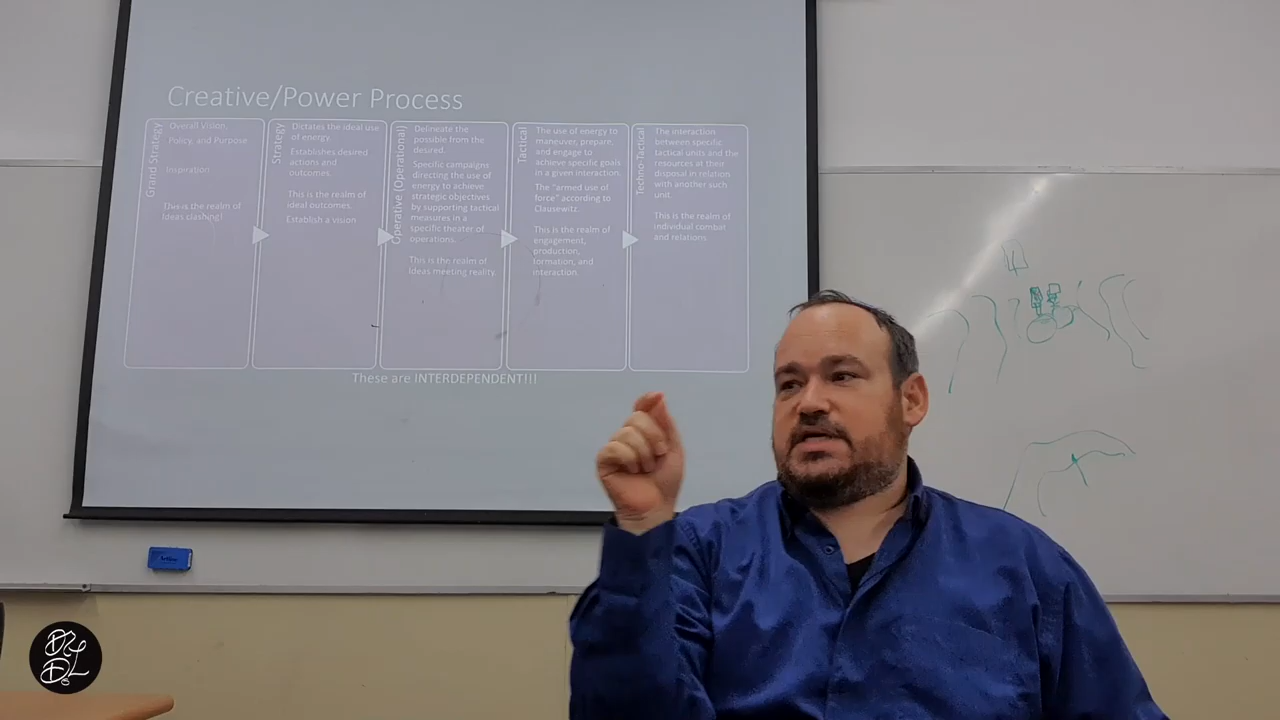 Creative/Power Process
Grand Strategy
Overall Vision,
Policy, and Purpose
Inspiration
This is the realm of
Ideas clashing!
Strategy
Dictates the ideal use
of energy.
Establishes desired
actions and
outcomes.
This is the realm of
ideal outcomes.
Establish a vision
Operative (Operational)
Delineate the
possible from the
desired.
Specific campaigns
directing the use of
energy to achieve
strategic objectives
by supporting tactical
measures in a
specific theater of
operations.
This is the realm of
Ideas meeting reality.
Tactical
The use of energy to
maneuver, prepare,
and engage to
achieve specific goals
in a given interaction.
The "armed use of
force" according to
Clausewitz.
This is the realm of
engagement,
production,
formation, and
interaction.
Techno-Tactical
The interaction
between specific
tactical units and the
resources at their
disposal in relation
with another such
unit.
This is the realm of
individual combat
and relations.
These are INTERDEPENDENT!!!